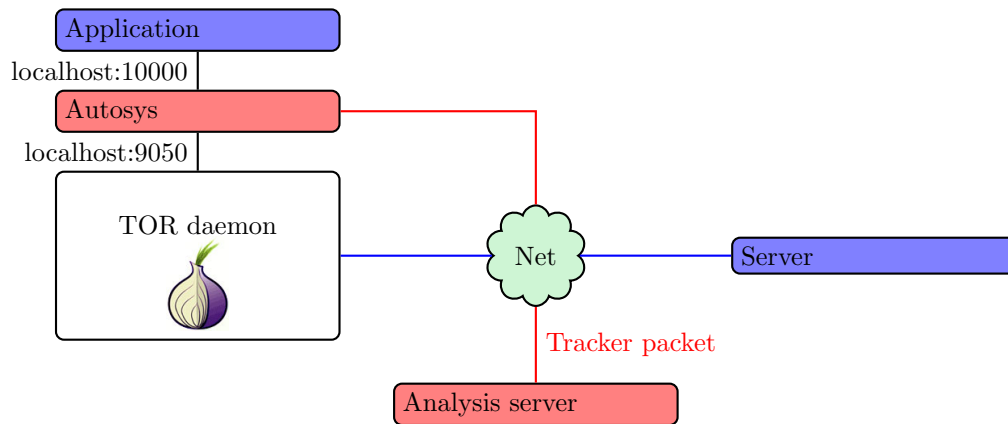 Application
localhost:10000
Autosys
localhost:9050
TOR daemon
Net
Server
Tracker packet
Analysis server